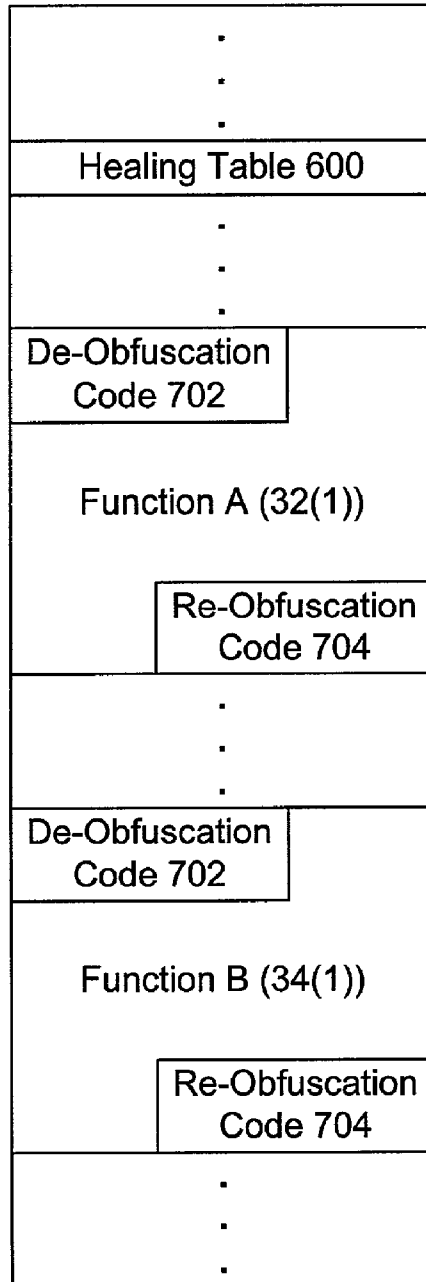 Healing Table 600
De-Obfuscation
Code 702
Function A (32(1))
Re-Obfuscation
Code 704
De-Obfuscation
Code 702
Function B (34(1))
Re-Obfuscation
Code 704